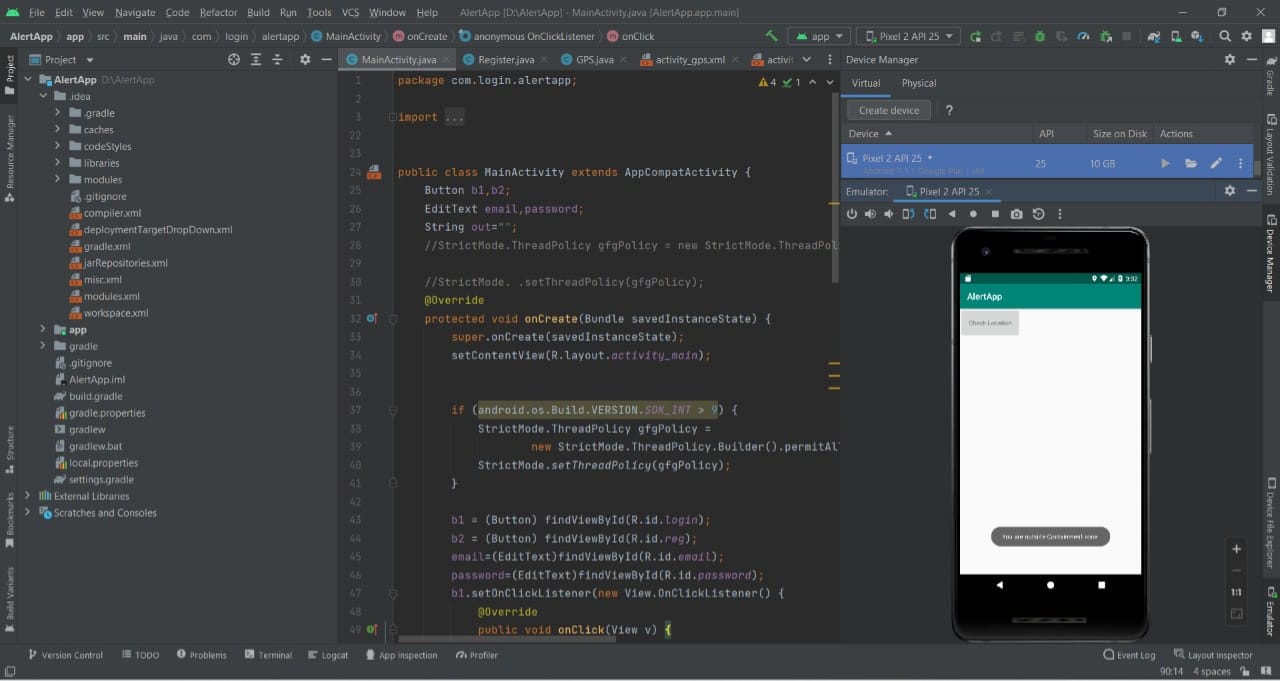 File Edit View Navigate Code Refactor Build Run Tools VCS Window Help AlertApp [D:\AlertApp] - MainActivity.java [AlertApp.app.main]
AlertApp app src main java com login alertapp MainActivity onCreate anonymous OnClickListener onClick app Pixel 2 API 25
Project MainActivity.java Register.java GPS.java activity_gps.xml activit Device Manager
AlertApp D:\AlertApp
.idea
.gradle
caches
codeStyles
libraries
modules
.gitignore
compiler.xml
deploymentTargetDropDown.xml
gradle.xml
jarRepositories.xml
misc.xml
modules.xml
workspace.xml
app
gradle
.gitignore
AlertApp.iml
build.gradle
gradle.properties
gradlew
gradlew.bat
local.properties
settings.gradle
External Libraries
Scratches and Consoles
4 1
1 package com.login.alertapp;
2
3 import ...
22
23
24 public class MainActivity extends AppCompatActivity {
25 Button b1,b2;
26 EditText email,password;
27 String out="";
28 //StrictMode.ThreadPolicy gfgPolicy = new StrictMode.ThreadPol
29
30 //StrictMode. .setThreadPolicy(gfgPolicy);
31 @Override
32 protected void onCreate(Bundle savedInstanceState) {
33 super.onCreate(savedInstanceState);
34 setContentView(R.layout.activity_main);
35
36
37 if (android.os.Build.VERSION.SDK_INT > 9) {
38 StrictMode.ThreadPolicy gfgPolicy =
39 new StrictMode.ThreadPolicy.Builder().permitAl
40 StrictMode.setThreadPolicy(gfgPolicy);
41 }
42
43 b1 = (Button) findViewById(R.id.login);
44 b2 = (Button) findViewById(R.id.reg);
45 email=(EditText)findViewById(R.id.email);
46 password=(EditText)findViewById(R.id.password);
47 b1.setOnClickListener(new View.OnClickListener() {
48 @Override
49 public void onClick(View v) {
Virtual Physical
Create device ?
Device API Size on Disk Actions
Pixel 2 API 25 25 10 GB
Android 7.1.1 Google Play | x86
Emulator: Pixel 2 API 25
3:32
AlertApp
Check Location
You are outside Containment zone
1:1
Project
Resource Manager
Structure
Bookmarks
Build Variants
Gradle
Layout Validation
Device Manager
Device File Explorer
Emulator
Version Control TODO Problems Terminal Logcat App Inspection Profiler Event Log Layout Inspector
90:14 4 spaces